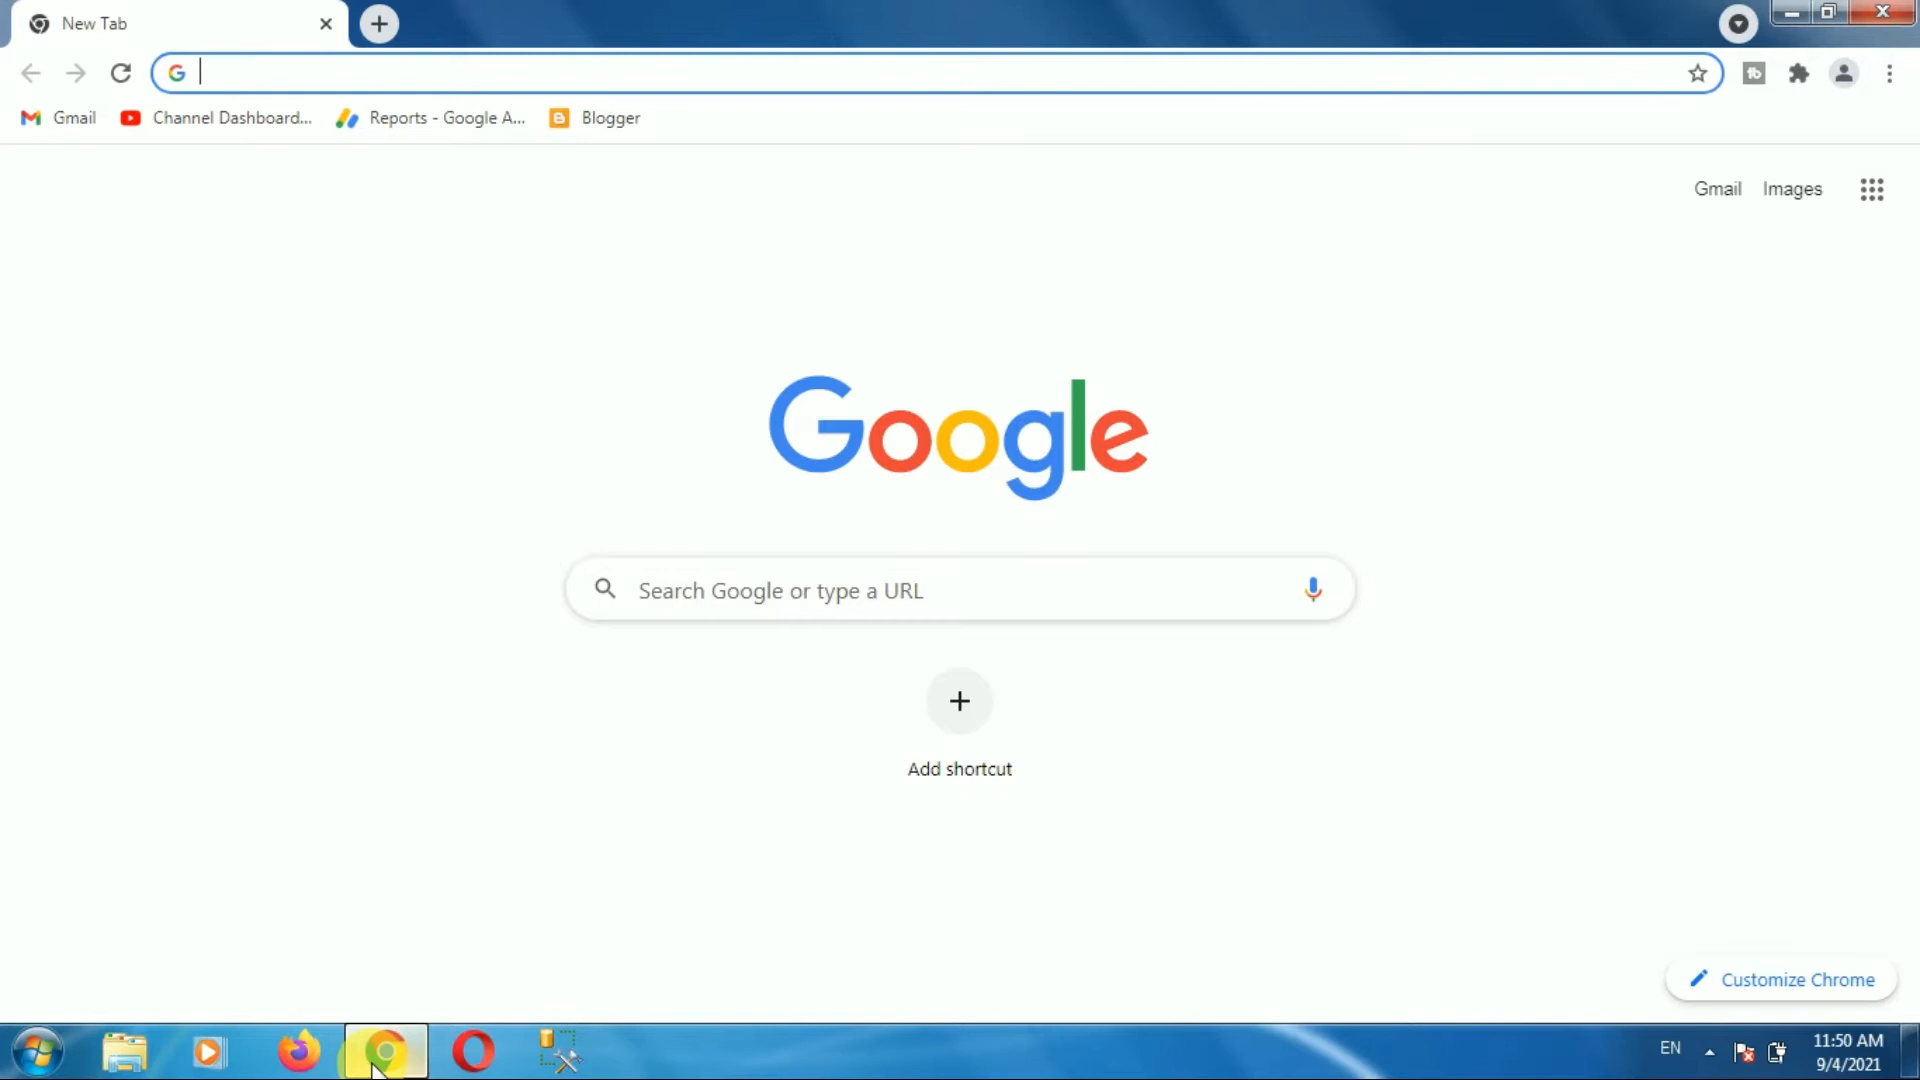 New Tab
Gmail
Channel Dashboard...
Reports - Google A...
Blogger
Gmail
Images
Google
Search Google or type a URL
Add shortcut
Customize Chrome
EN
11:50 AM
9/4/2021